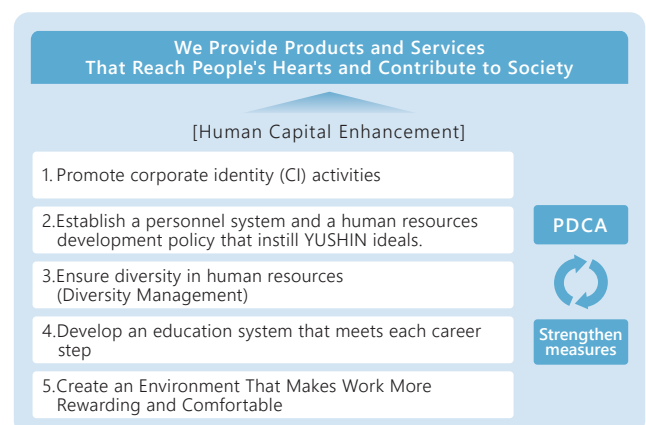 We Provide Products and Services
That Reach People's Hearts and Contribute to Society
[Human Capital Enhancement]
1. Promote corporate identity (CI) activities
2.Establish a personnel system and a human resources
development policy that instill YUSHIN ideals.
3.Ensure diversity in human resources
(Diversity Management)
4.Develop an education system that meets each career
step
5.Create an Environment That Makes Work More
Rewarding and Comfortable
PDCA
Strengthen
measures